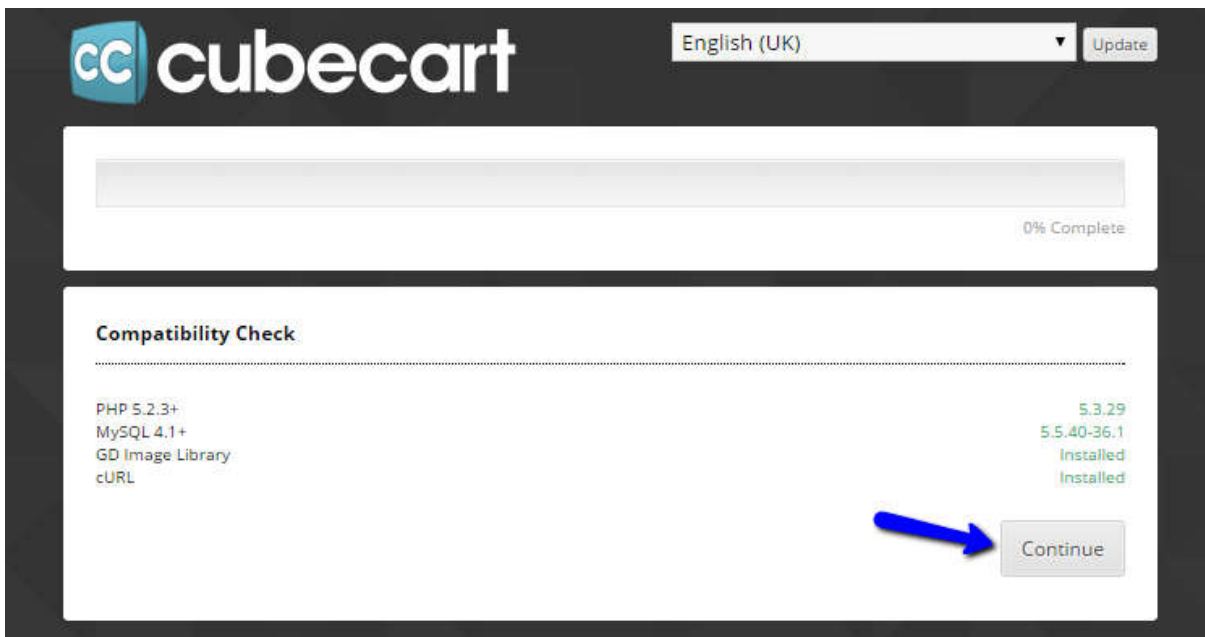 cc cubecart
English (UK)
Update
0% Complete
Compatibility Check
PHP 5.2.3+ 5.3.29
MySQL 4.1+ 5.5.40-36.1
GD Image Library Installed
cURL Installed
Continue